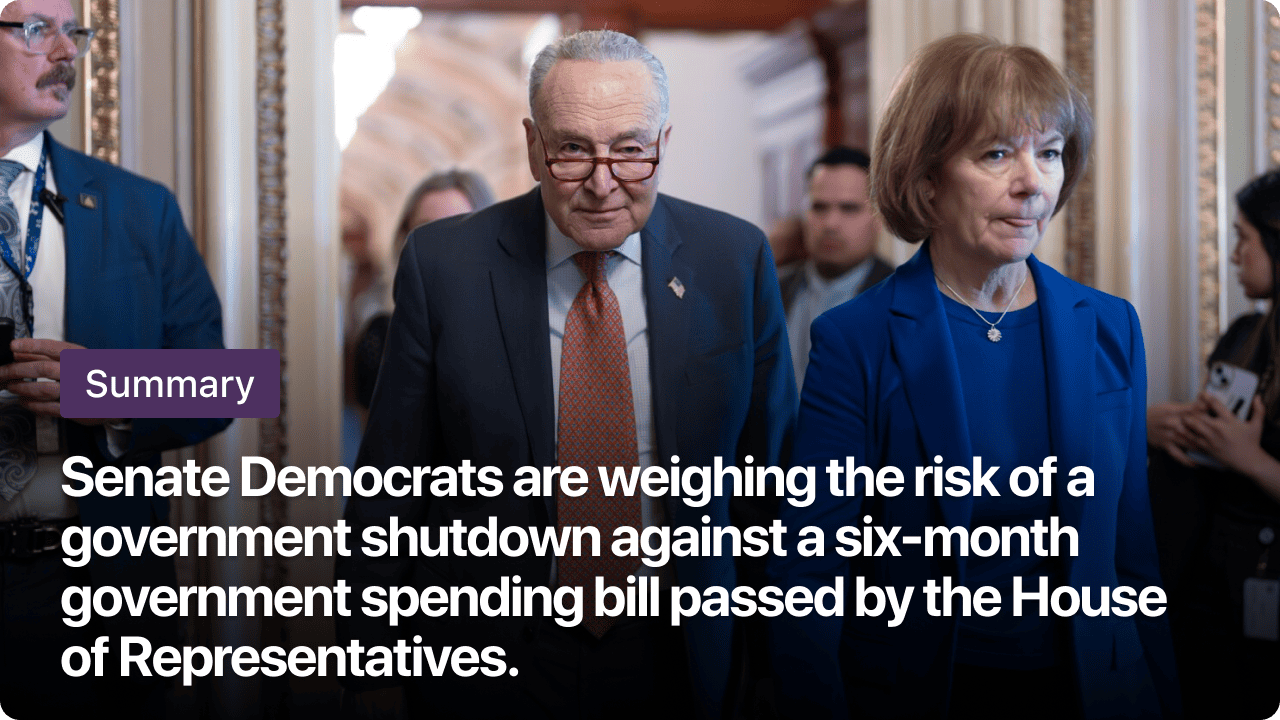 Summary
Senate Democrats are weighing the risk of a
government shutdown against a six-month
government spending bill passed by the House
of Representatives.